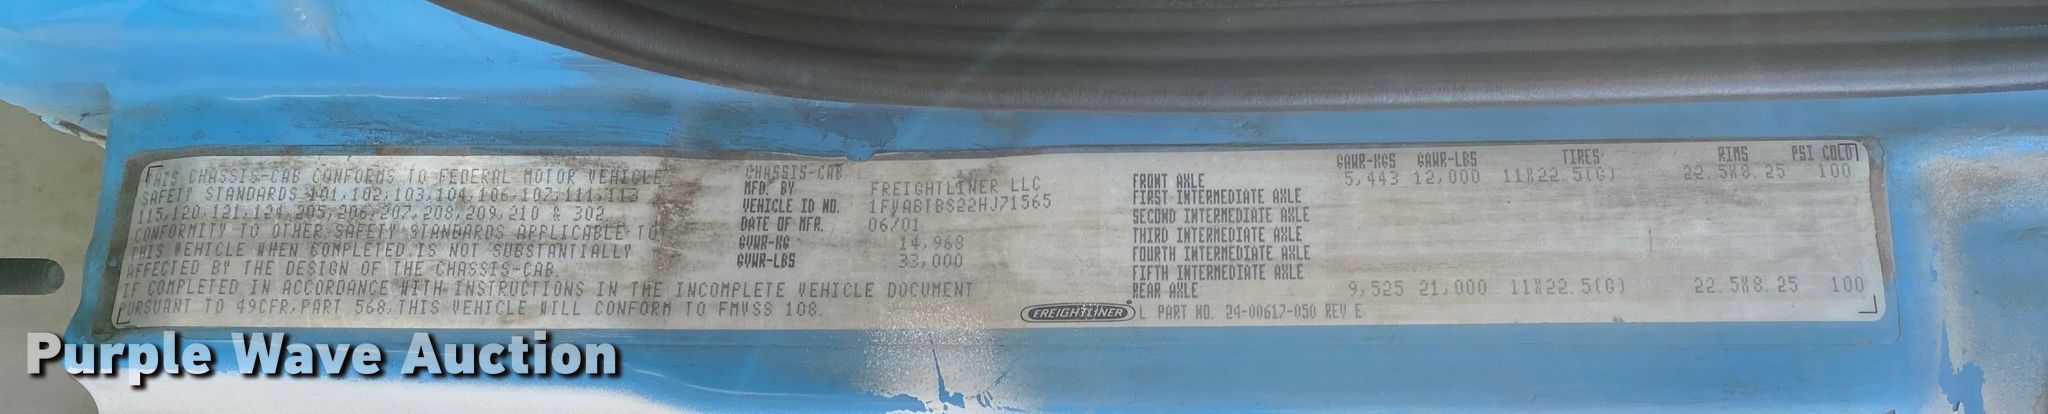 THIS CHASSIS-CAB CONFORMS TO FEDERAL MOTOR VEHICLE
SAFETY STANDARDS 101,102,103,104,106,107,111,113
115,120,121,124,205,206,207,208,209,210 & 302
CONFORMITY TO OTHER SAFETY STANDARDS APPLICABLE TO
THIS VEHICLE WHEN COMPLETED IS NOT SUBSTANTIALLY
AFFECTED BY THE DESIGN OF THE CHASSIS-CAB.
IF COMPLETED IN ACCORDANCE WITH INSTRUCTIONS IN THE INCOMPLETE VEHICLE DOCUMENT
PURSUANT TO 49CFR,PART 568,THIS VEHICLE WILL CONFORM TO FMVSS 108.
CHASSIS-CAB
MFD. BY FREIGHTLINER LLC
VEHICLE ID NO. 1FVABTBS22HJ71565
DATE OF MFR. 06/01
GVWR-KG 14,968
GVWR-LBS 33,000
GAWR-KGS GAWR-LBS TIRES RIMS PSI COLD
FRONT AXLE 5,443 12,000 11X22.5(G) 22.5X8.25 100
FIRST INTERMEDIATE AXLE
SECOND INTERMEDIATE AXLE
THIRD INTERMEDIATE AXLE
FOURTH INTERMEDIATE AXLE
FIFTH INTERMEDIATE AXLE
REAR AXLE 9,525 21,000 11X22.5(G) 22.5X8.25 100
FREIGHTLINER L PART NO. 24-00617-050 REV E
Purple Wave Auction